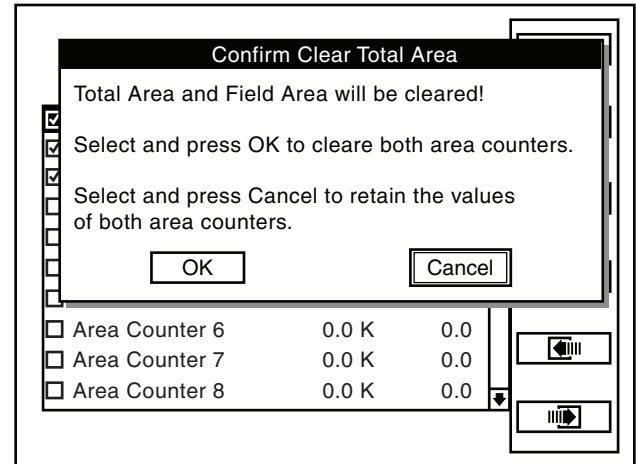 Confirm Clear Total Area
Total Area and Field Area will be cleared!
Select and press OK to cleare both area counters.
Select and press Cancel to retain the values
of both area counters.
OK Cancel
Area Counter 6 0.0 K 0.0
Area Counter 7 0.0 K 0.0
Area Counter 8 0.0 K 0.0